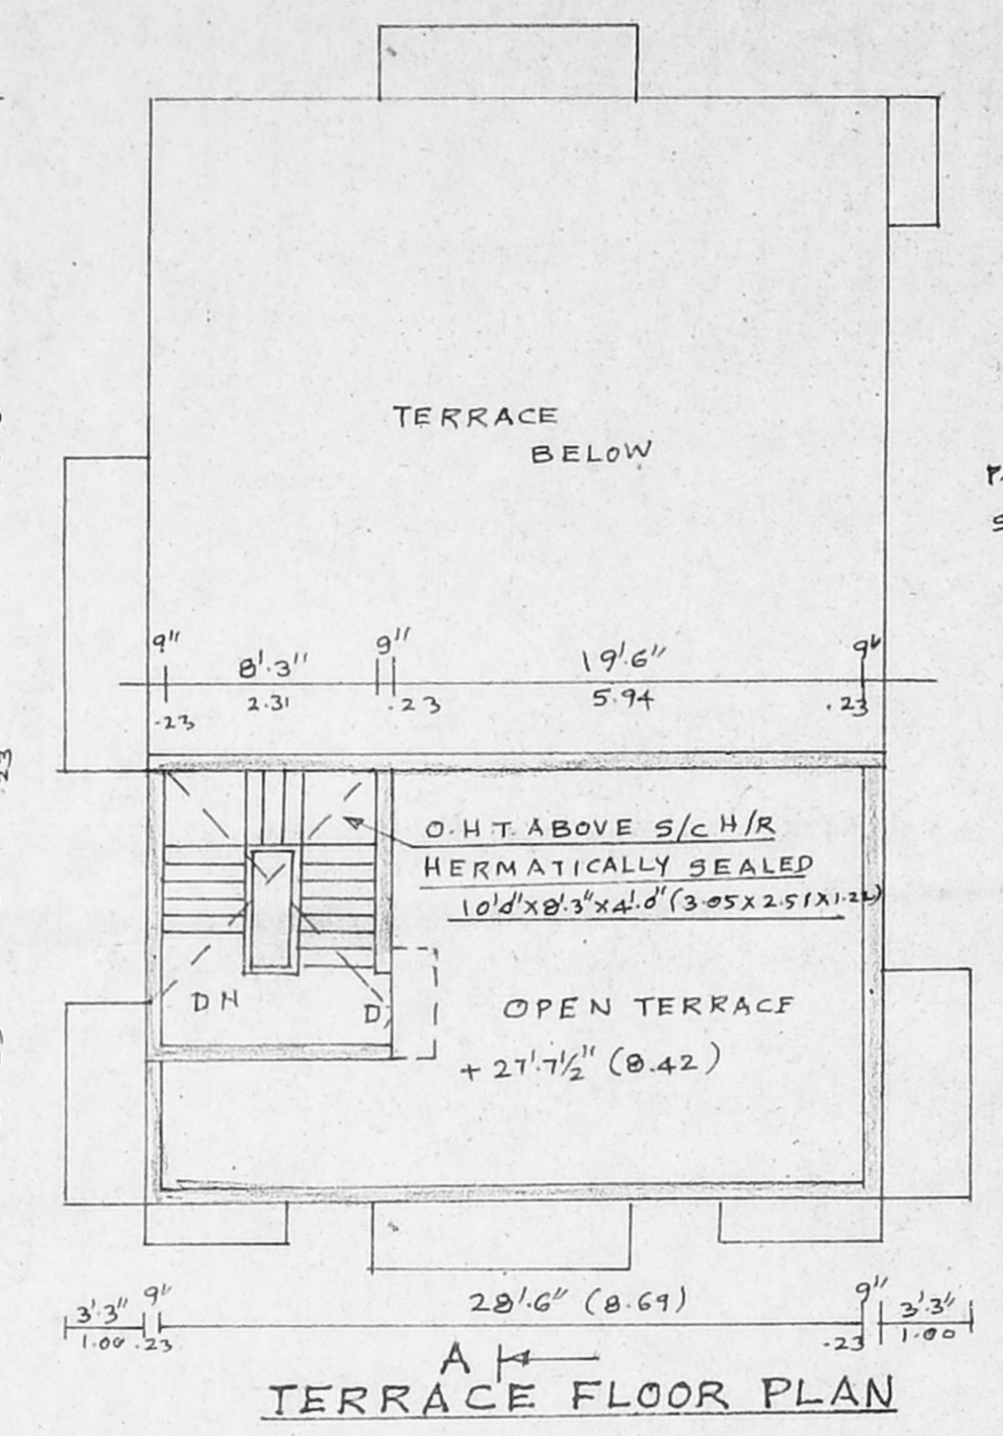 TERRACE
BELOW
9" 8'.3" 9" 19'.6" 9"
.23 2.31 .23 5.94 .23
.23
O.H.T. ABOVE S/C H/R
HERMATICALLY SEALED
10'.0"X8'.3"X4'.0" (3.05X2.51X1.22)
DN
D
OPEN TERRACE
+ 27'.7½" (8.42)
3'.3" 9" 28'.6" (8.69) 9" 3'.3"
1.00 .23 .23 1.00
A
TERRACE FLOOR PLAN